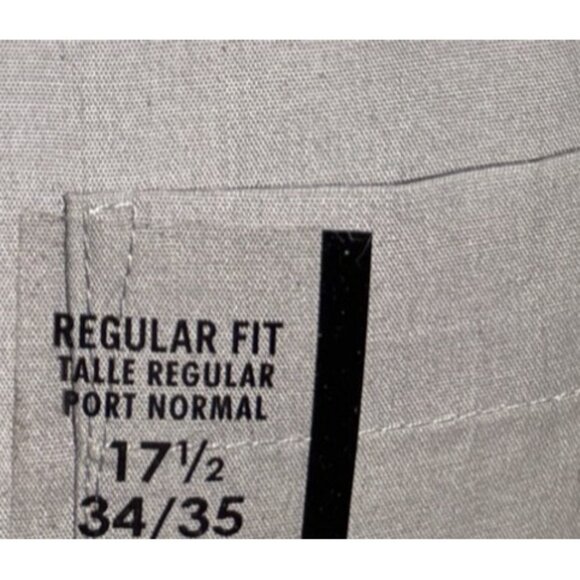 REGULAR FIT
TALLE REGULAR
PORT NORMAL
17½
34/35